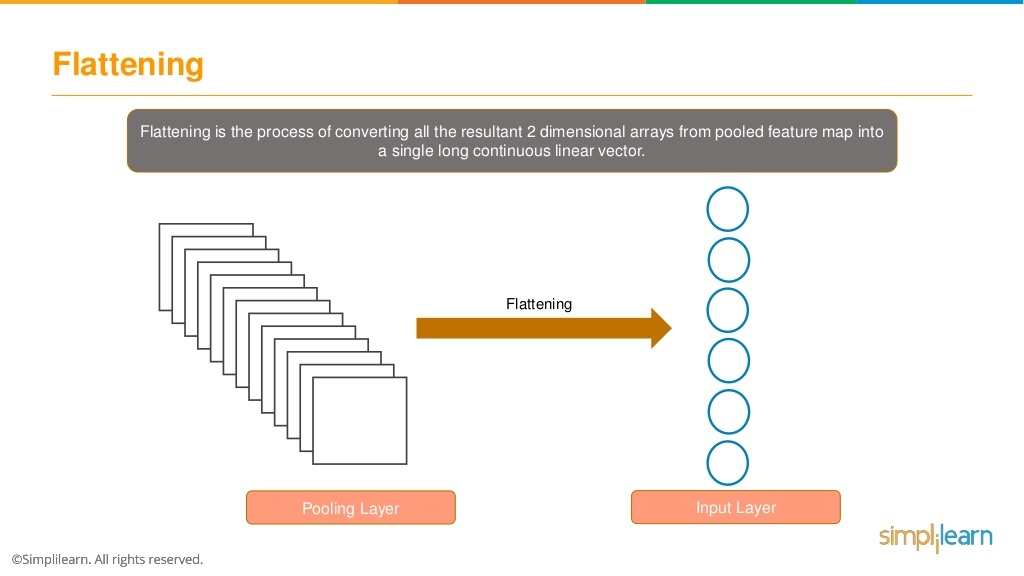 Flattening
Flattening is the process of converting all the resultant 2 dimensional arrays from pooled feature map into
a single long continuous linear vector.
Flattening
Pooling Layer
Input Layer
simplilearn
©Simplilearn. All rights reserved.